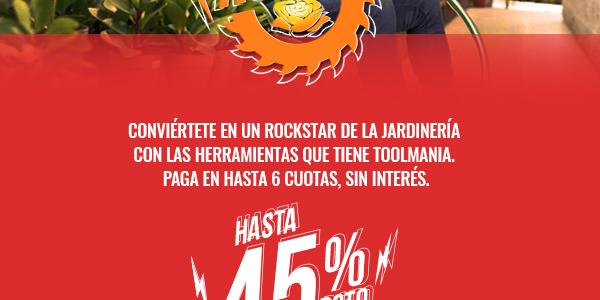 CONVIÉRTETE EN UN ROCKSTAR DE LA JARDINERÍA
CON LAS HERRAMIENTAS QUE TIENE TOOLMANIA.
PAGA EN HASTA 6 CUOTAS, SIN INTERÉS.
HASTA
45%